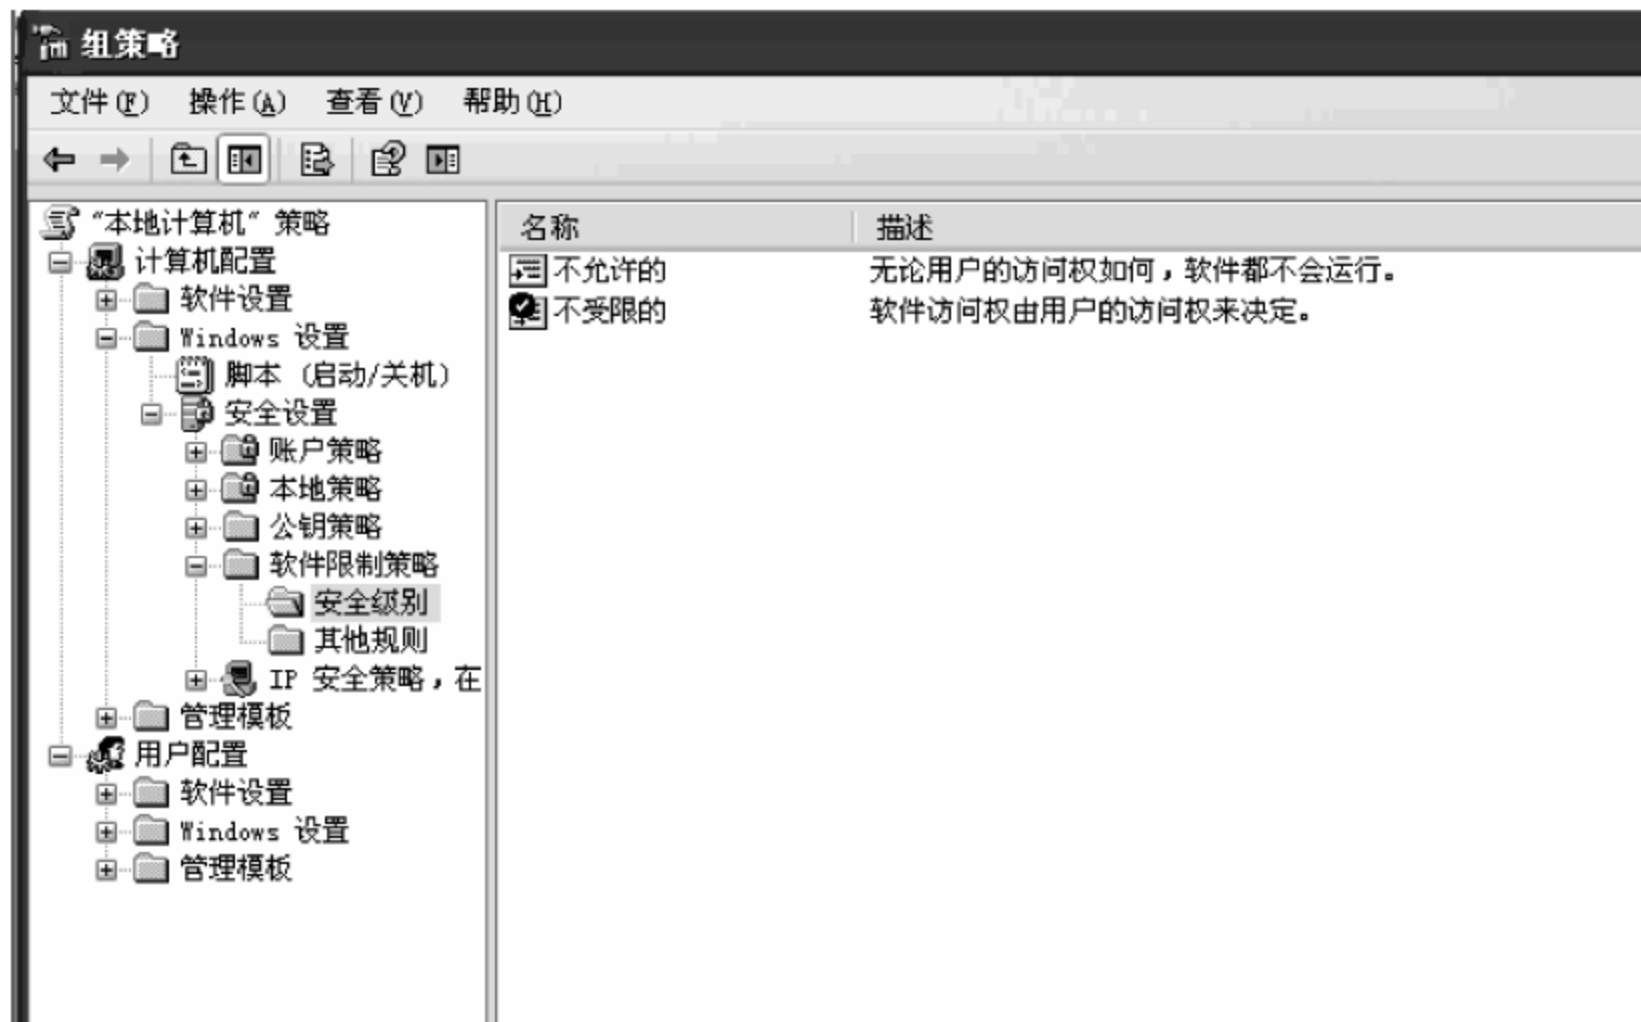 组策略
文件(F) 操作(A) 查看(V) 帮助(H)
“本地计算机”策略
计算机配置
软件设置
Windows 设置
脚本 (启动/关机)
安全设置
账户策略
本地策略
公钥策略
软件限制策略
安全级别
其他规则
IP 安全策略，在
管理模板
用户配置
软件设置
Windows 设置
管理模板
名称 描述
不允许的 无论用户的访问权如何，软件都不会运行。
不受限的 软件访问权由用户的访问权来决定。